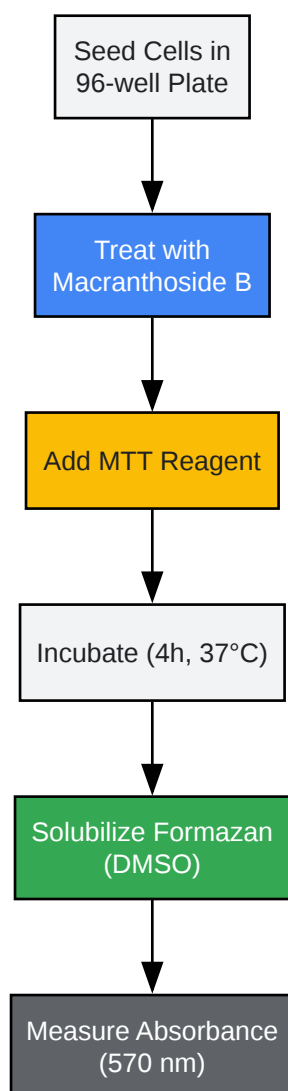 Seed Cells in
96-well Plate
Treat with
Macranthoside B
Add MTT Reagent
Incubate (4h, 37°C)
Solubilize Formazan
(DMSO)
Measure Absorbance
(570 nm)